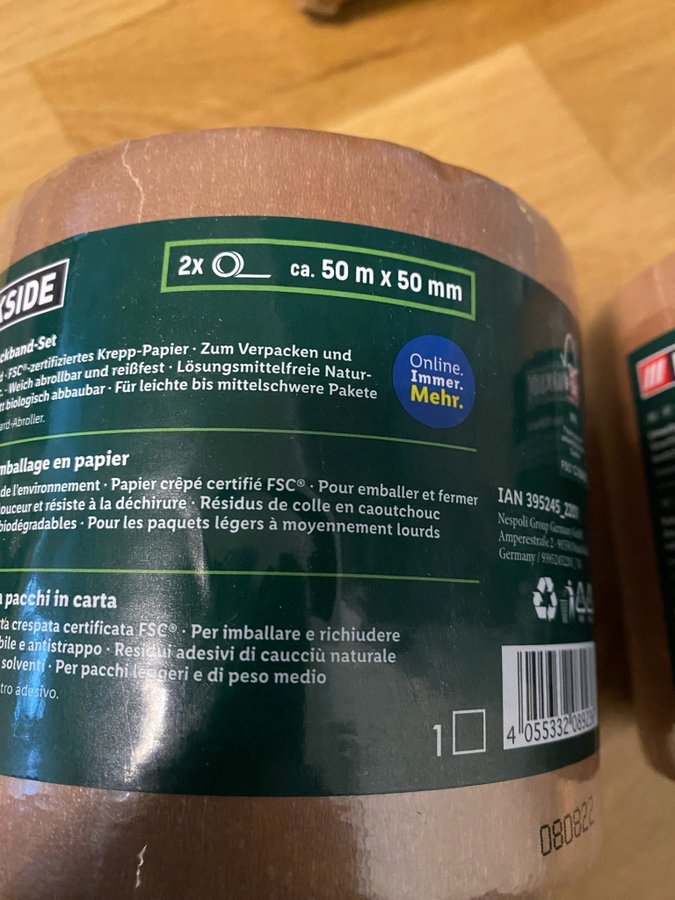 KSIDE
2x ca. 50 m x 50 mm
ckband-Set
FSC®-zertifiziertes Krepp-Papier · Zum Verpacken und
· Weich abrollbar und reißfest · Lösungsmittelfreie Natur-
t biologisch abbaubar · Für leichte bis mittelschwere Pakete
ard-Abroller.
Online.
Immer.
Mehr.
mballage en papier
de l'environnement · Papier crêpé certifié FSC® · Pour emballer et fermer
ouceur et résiste à la déchirure · Résidus de colle en caoutchouc
biodégradables · Pour les paquets légers à moyennement lourds
n pacchi in carta
ta crespata certificata FSC® · Per imballare e richiudere
bile e antistrappo · Residui adesivi di caucciù naturale
solventi · Per pacchi leggeri e di peso medio
tro adesivo.
IAN 395245_2201
Nespoli Group Germany
Amperestraße 2
Germany /
1
4 055332
080822